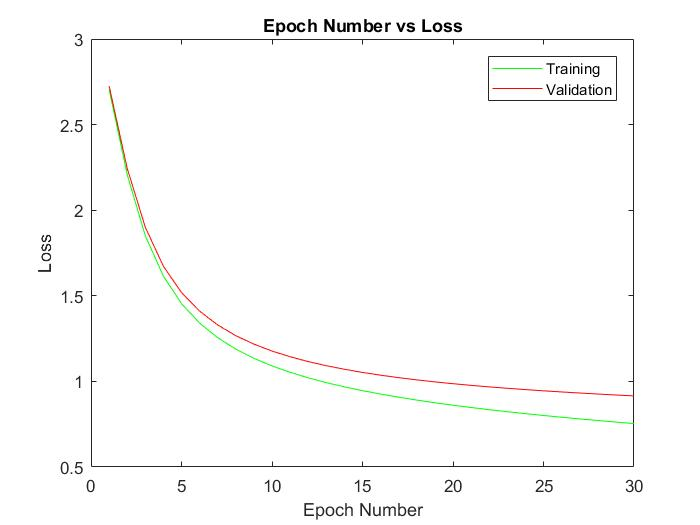 Epoch Number vs Loss
3
2.5
2
1.5
1
0.5
Loss
Training
Validation
0 5 10 15 20 25 30
Epoch Number